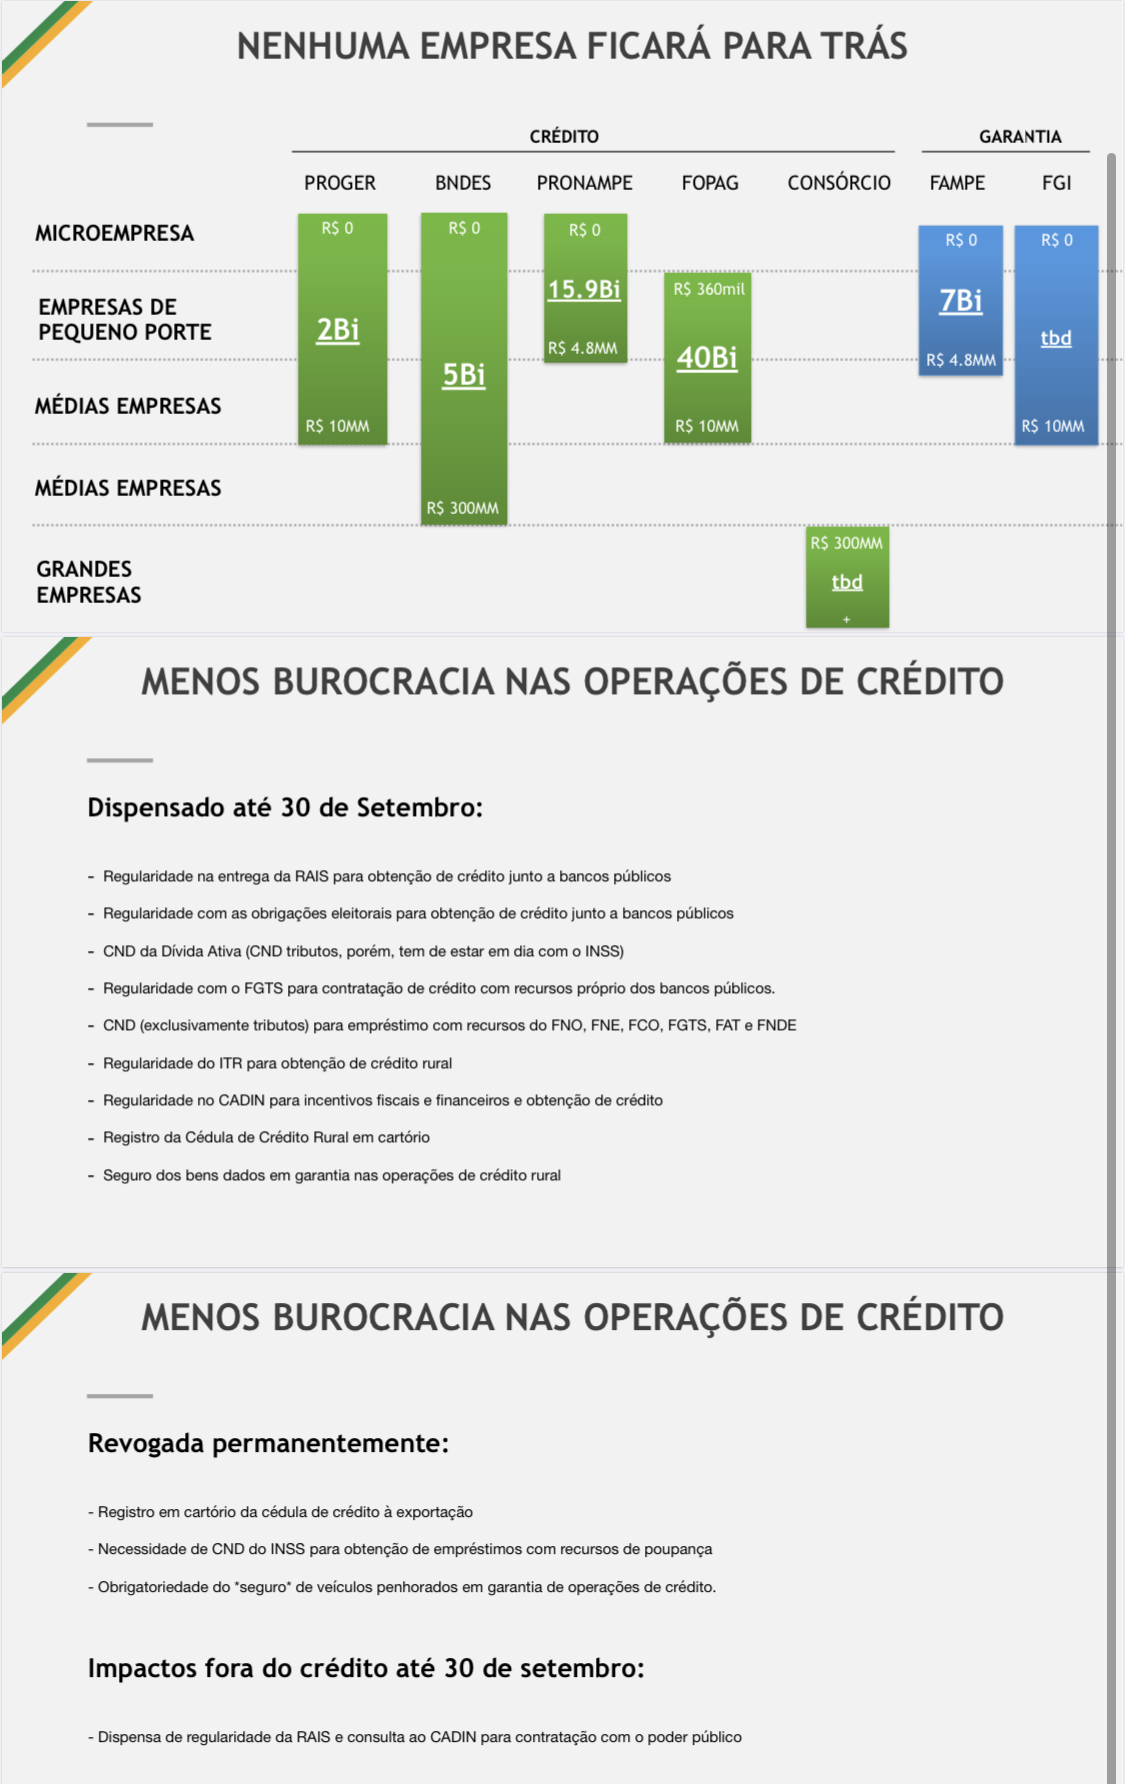 NENHUMA EMPRESA FICARÁ PARA TRÁS
CRÉDITO
GARANTIA
PROGER
BNDES
PRONAMPE
FOPAG
CONSÓRCIO
FAMPE
FGI
MICROEMPRESA
R$ 0
R$ 0
R$ 0
R$ 0
R$ 0
EMPRESAS DE
PEQUENO PORTE
2Bi
5Bi
15.9Bi
R$ 4.8MM
R$ 360mil
40Bi
7Bi
R$ 4.8MM
tbd
MÉDIAS EMPRESAS
R$ 10MM
R$ 10MM
R$ 10MM
MÉDIAS EMPRESAS
R$ 300MM
GRANDES
EMPRESAS
R$ 300MM
tbd
+
MENOS BUROCRACIA NAS OPERAÇÕES DE CRÉDITO
Dispensado até 30 de Setembro:
- Regularidade na entrega da RAIS para obtenção de crédito junto a bancos públicos
- Regularidade com as obrigações eleitorais para obtenção de crédito junto a bancos públicos
- CND da Dívida Ativa (CND tributos, porém, tem de estar em dia com o INSS)
- Regularidade com o FGTS para contratação de crédito com recursos próprio dos bancos públicos.
- CND (exclusivamente tributos) para empréstimo com recursos do FNO, FNE, FCO, FGTS, FAT e FNDE
- Regularidade do ITR para obtenção de crédito rural
- Regularidade no CADIN para incentivos fiscais e financeiros e obtenção de crédito
- Registro da Cédula de Crédito Rural em cartório
- Seguro dos bens dados em garantia nas operações de crédito rural
MENOS BUROCRACIA NAS OPERAÇÕES DE CRÉDITO
Revogada permanentemente:
- Registro em cartório da cédula de crédito à exportação
- Necessidade de CND do INSS para obtenção de empréstimos com recursos de poupança
- Obrigatoriedade do *seguro* de veículos penhorados em garantia de operações de crédito.
Impactos fora do crédito até 30 de setembro:
- Dispensa de regularidade da RAIS e consulta ao CADIN para contratação com o poder público